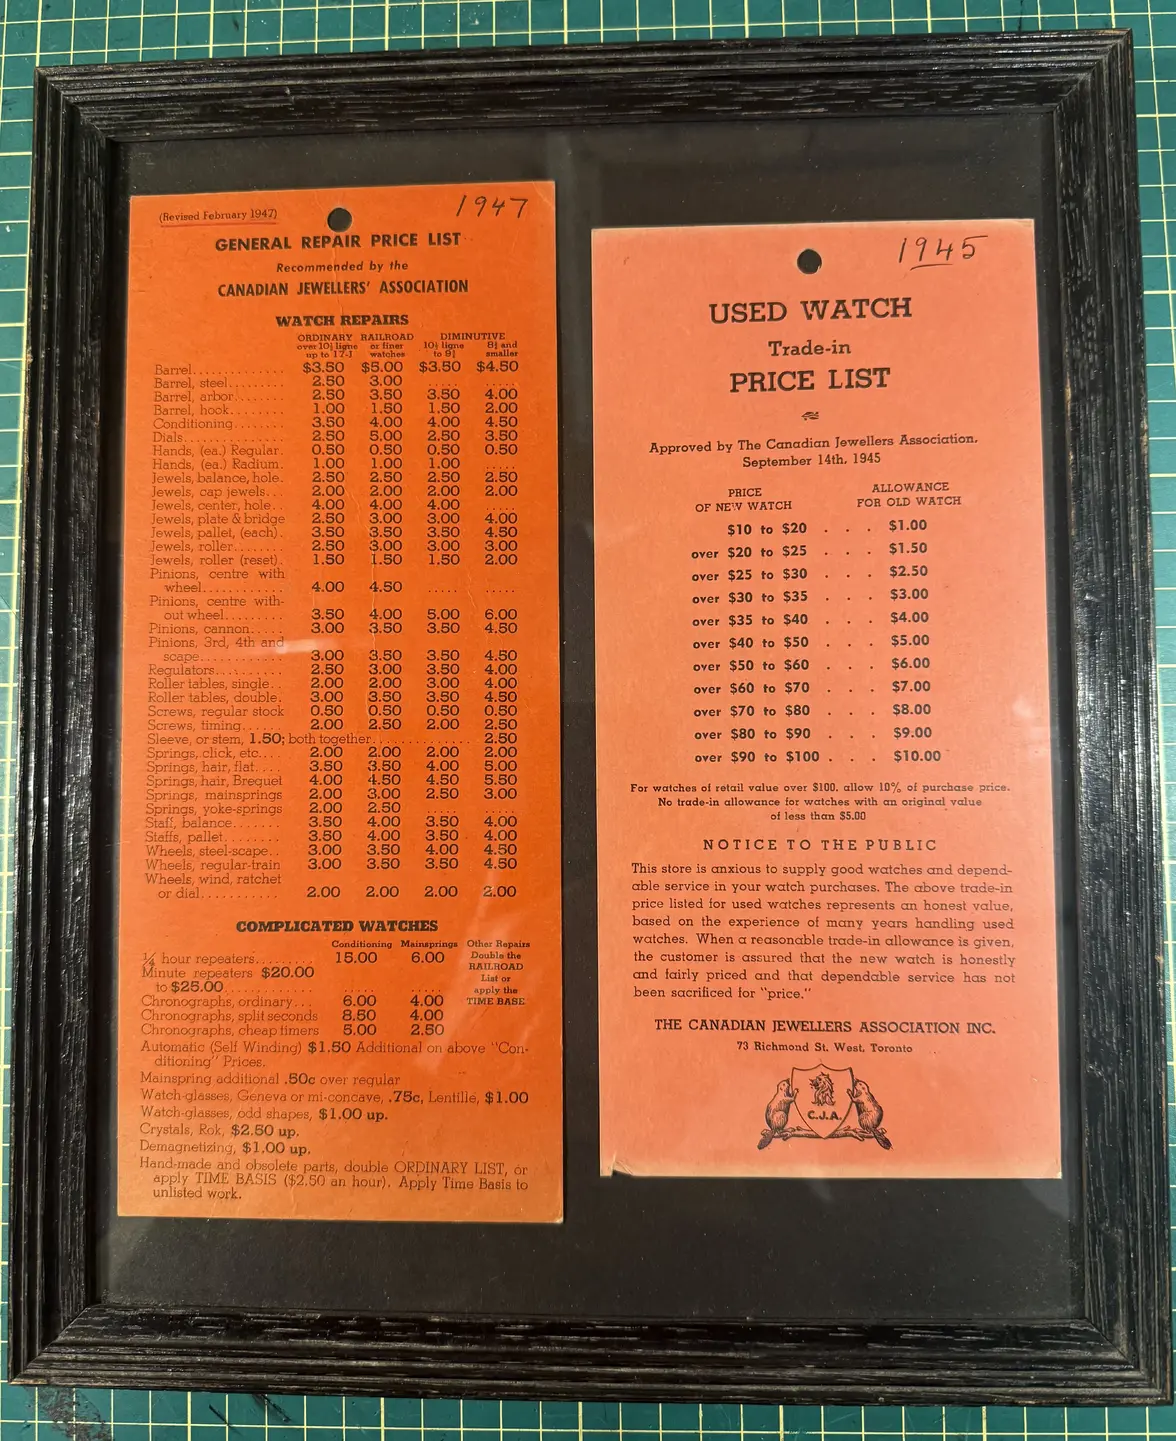 (Revised February 1947)
1947
GENERAL REPAIR PRICE LIST
Recommended by the
CANADIAN JEWELLERS' ASSOCIATION
WATCH REPAIRS
ORDINARY RAILROAD DIMINUTIVE
over 10½ ligne or finer 10½ ligne 8¾ and
up to 17-J watches to 9¾ smaller
Barrel.............. $3.50 $5.00 $3.50 $4.50
Barrel, steel......... 2.50 3.00 ..... .....
Barrel, arbor........ 2.50 3.50 3.50 4.00
Barrel, hook........ 1.00 1.50 1.50 2.00
Conditioning........ 3.50 4.00 4.00 4.50
Dials............... 2.50 5.00 2.50 3.50
Hands, (ea.) Regular. 0.50 0.50 0.50 0.50
Hands, (ea.) Radium. 1.00 1.00 1.00 .....
Jewels, balance, hole. 2.50 2.50 2.50 2.50
Jewels, cap jewels... 2.00 2.00 2.00 2.00
Jewels, center, hole.. 4.00 4.00 4.00 .....
Jewels, plate & bridge 2.50 3.00 3.00 4.00
Jewels, pallet, (each). 3.50 3.50 3.50 4.50
Jewels, roller........ 2.50 3.00 3.00 3.00
Jewels, roller (reset). 1.50 1.50 1.50 2.00
Pinions, centre with
wheel............ 4.00 4.50 ..... .....
Pinions, centre with-
out wheel......... 3.50 4.00 5.00 6.00
Pinions, cannon..... 3.00 3.50 3.50 4.50
Pinions, 3rd, 4th and
scape............ 3.00 3.50 3.50 4.50
Regulators.......... 2.50 3.00 3.50 4.00
Roller tables, single.. 2.00 2.00 3.00 4.00
Roller tables, double. 3.00 3.50 3.50 4.50
Screws, regular stock 0.50 0.50 0.50 0.50
Screws, timing...... 2.00 2.50 2.00 2.50
Sleeve, or stem, 1.50; both together.............. 2.50
Springs, click, etc.... 2.00 2.00 2.00 2.00
Springs, hair, flat.... 3.50 3.50 4.00 5.00
Springs, hair, Breguet 4.00 4.50 4.50 5.50
Springs, mainsprings 2.00 3.00 2.50 3.00
Springs, yoke-springs 2.00 2.50 ..... .....
Staff, balance....... 3.50 4.00 3.50 4.00
Staffs, pallet........ 3.50 4.00 3.50 4.00
Wheels, steel-scape.. 3.00 3.50 4.00 4.50
Wheels, regular-train 3.00 3.50 3.50 4.50
Wheels, wind, ratchet
or dial........... 2.00 2.00 2.00 2.00
COMPLICATED WATCHES
Conditioning Mainsprings Other Repairs
¼ hour repeaters......... 15.00 6.00 Double the
Minute repeaters $20.00 RAILROAD
List or
to $25.00............. ..... ..... apply the
Chronographs, ordinary... 6.00 4.00 TIME BASE
Chronographs, split seconds 8.50 4.00
Chronographs, cheap timers 5.00 2.50
Automatic (Self Winding) $1.50 Additional on above "Con-
ditioning" Prices.
Mainspring additional .50c over regular
Watch-glasses, Geneva or mi-concave, .75c, Lentille, $1.00
Watch-glasses, odd shapes, $1.00 up.
Crystals, Rok, $2.50 up.
Demagnetizing, $1.00 up.
Hand-made and obsolete parts, double ORDINARY LIST, or
apply TIME BASIS ($2.50 an hour). Apply Time Basis to
unlisted work.
1945
USED WATCH
Trade-in
PRICE LIST
Approved by The Canadian Jewellers Association.
September 14th, 1945
PRICE ALLOWANCE
OF NEW WATCH FOR OLD WATCH
$10 to $20 . . . $1.00
over $20 to $25 . . . $1.50
over $25 to $30 . . . $2.50
over $30 to $35 . . . $3.00
over $35 to $40 . . . $4.00
over $40 to $50 . . . $5.00
over $50 to $60 . . . $6.00
over $60 to $70 . . . $7.00
over $70 to $80 . . . $8.00
over $80 to $90 . . . $9.00
over $90 to $100 . . . $10.00
For watches of retail value over $100, allow 10% of purchase price.
No trade-in allowance for watches with an original value
of less than $5.00
NOTICE TO THE PUBLIC
This store is anxious to supply good watches and depend-
able service in your watch purchases. The above trade-in
price listed for used watches represents an honest value,
based on the experience of many years handling used
watches. When a reasonable trade-in allowance is given,
the customer is assured that the new watch is honestly
and fairly priced and that dependable service has not
been sacrificed for "price."
THE CANADIAN JEWELLERS ASSOCIATION INC.
73 Richmond St. West, Toronto
C.J.A.